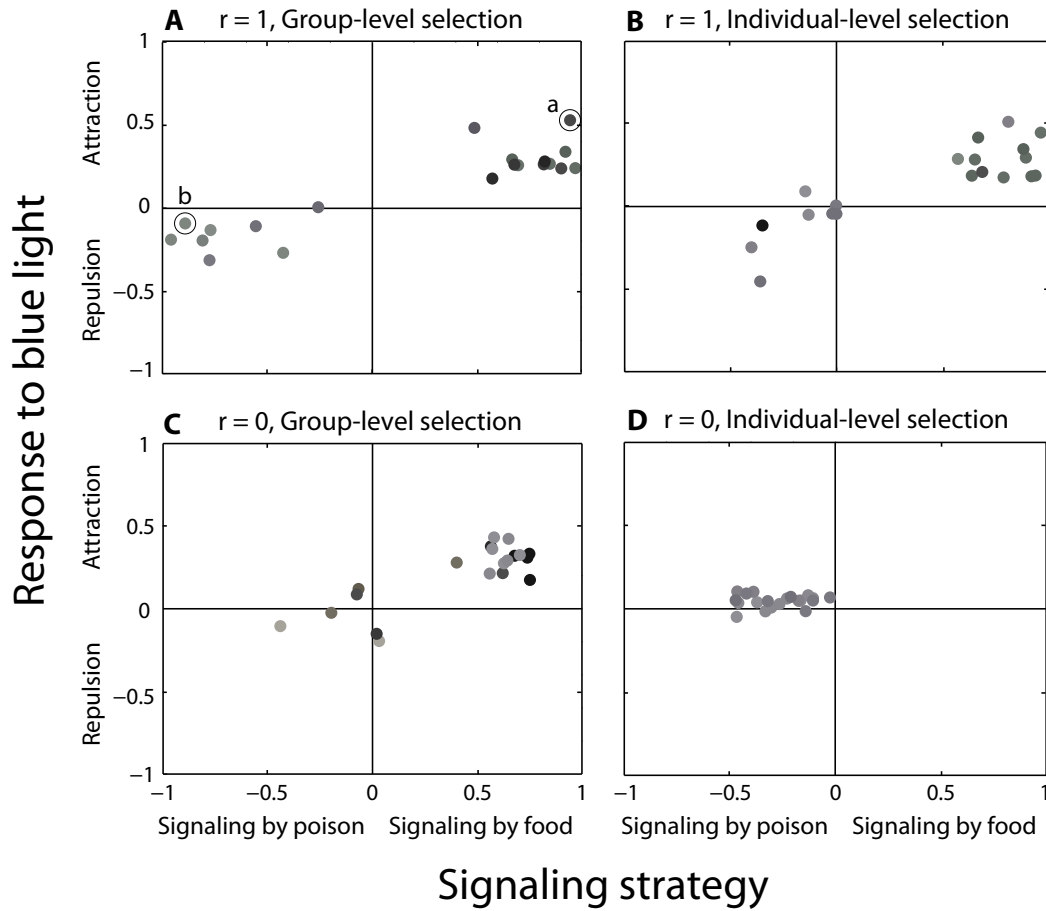 A r = 1, Group-level selection
B r = 1, Individual-level selection
1
0.5
0
−0.5
−1
Attraction
Repulsion
a
b
C r = 0, Group-level selection
D r = 0, Individual-level selection
1
0.5
0
−0.5
−1
Attraction
Repulsion
−1 −0.5 0 0.5 1
−1 −0.5 0 0.5 1
Signaling by poison Signaling by food
Signaling by poison Signaling by food
Response to blue light
Signaling strategy